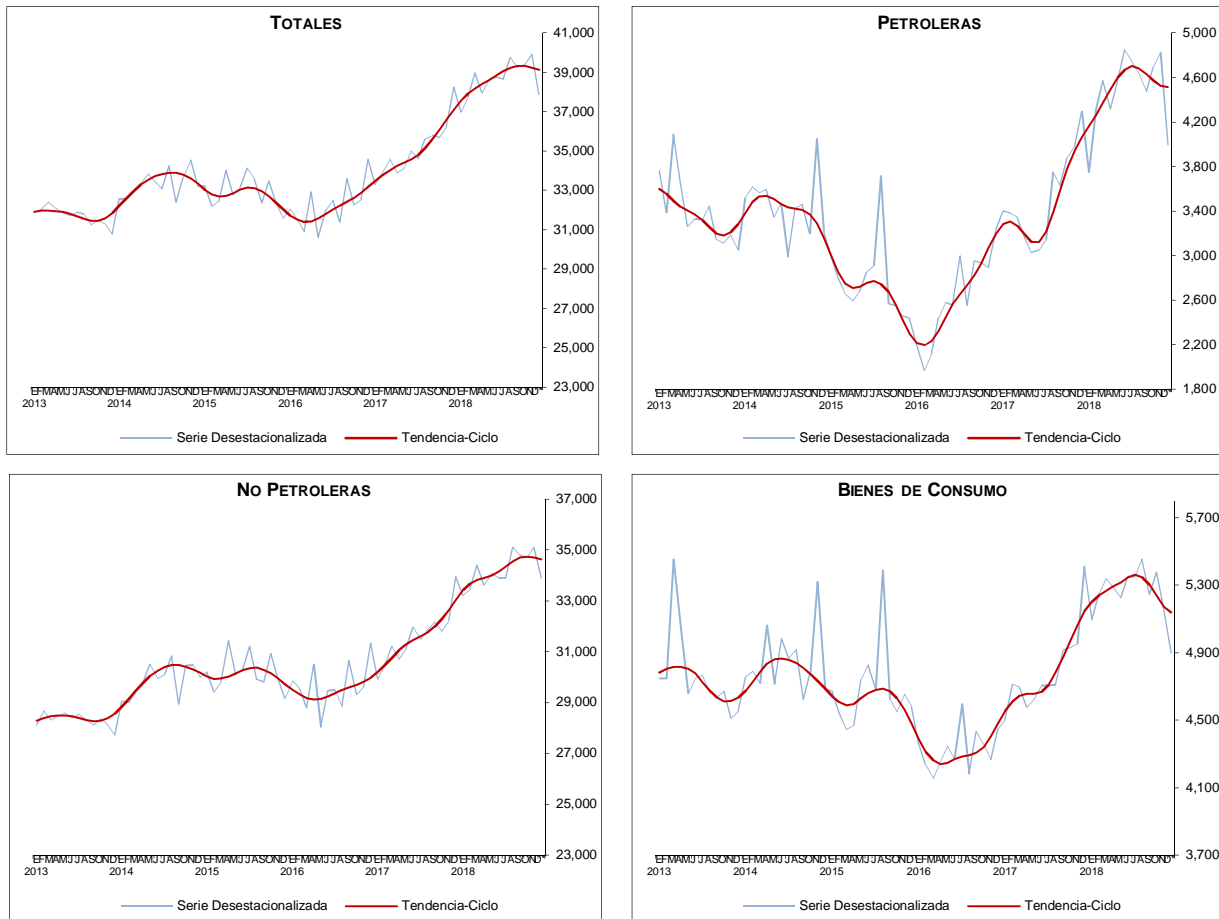 TOTALES
41,000
39,000
37,000
35,000
33,000
31,000
29,000
27,000
25,000
23,000
EFMAMJJASONDEFMAMJJASONDEFMAMJJASONDEFMAMJJASONDEFMAMJJASONDEFMAMJJASOND
2013 2014 2015 2016 2017 2018
Serie Desestacionalizada Tendencia-Ciclo
PETROLERAS
5,000
4,600
4,200
3,800
3,400
3,000
2,600
2,200
1,800
EFMAMJJASONDEFMAMJJASONDEFMAMJJASONDEFMAMJJASONDEFMAMJJASONDEFMAMJJASOND
2013 2014 2015 2016 2017 2018
Serie Desestacionalizada Tendencia-Ciclo
NO PETROLERAS
37,000
35,000
33,000
31,000
29,000
27,000
25,000
23,000
EFMAMJJASONDEFMAMJJASONDEFMAMJJASONDEFMAMJJASONDEFMAMJJASONDEFMAMJJASOND
2013 2014 2015 2016 2017 2018
Serie Desestacionalizada Tendencia-Ciclo
BIENES DE CONSUMO
5,700
5,300
4,900
4,500
4,100
3,700
EFMAMJJASONDEFMAMJJASONDEFMAMJJASONDEFMAMJJASONDEFMAMJJASONDEFMAMJJASOND
2013 2014 2015 2016 2017 2018
Serie Desestacionalizada Tendencia-Ciclo